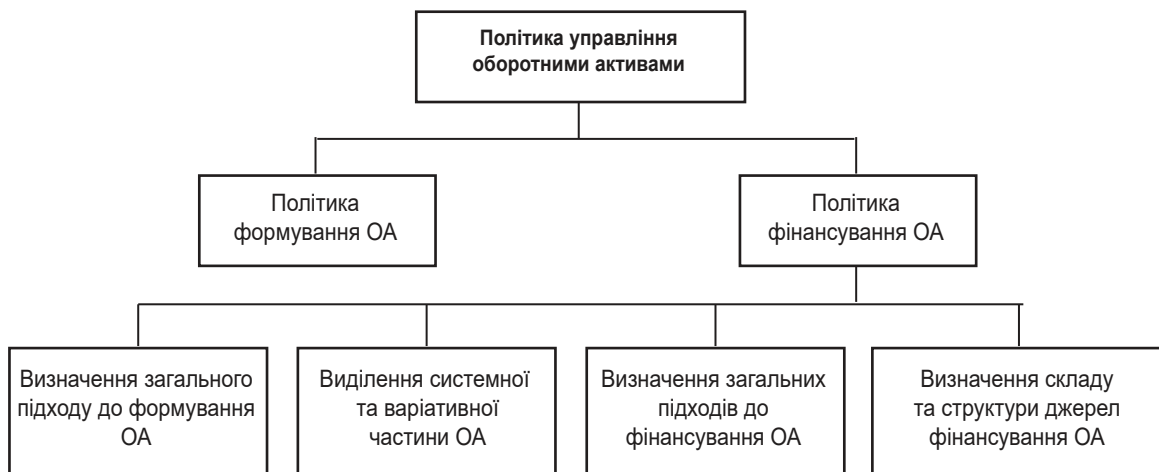 Політика управління
оборотними активами
Політика
формування ОА
Політика
фінансування ОА
Визначення загального
підходу до формування
ОА
Виділення системної
та варіативної
частини ОА
Визначення загальних
підходів до
фінансування ОА
Визначення складу
та структури джерел
фінансування ОА